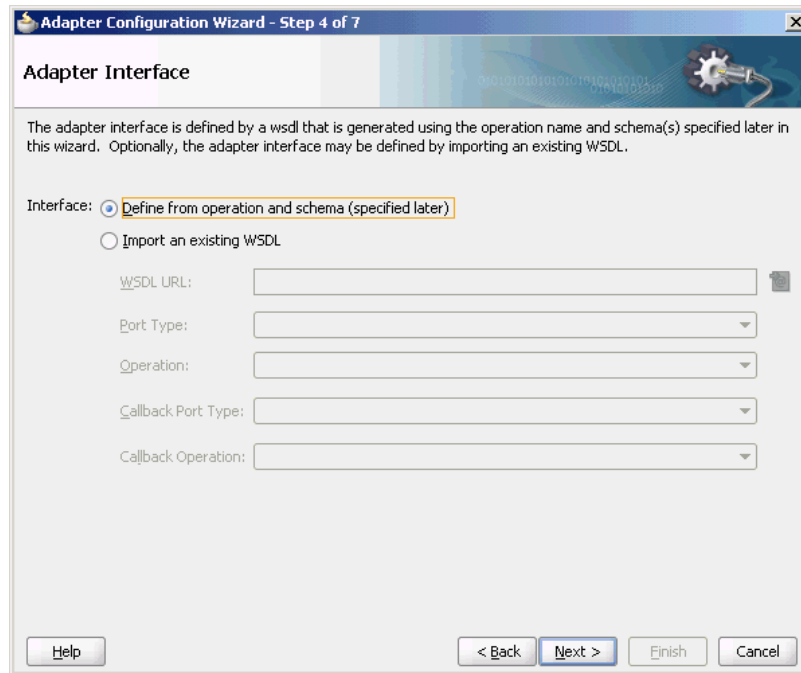 Adapter Configuration Wizard - Step 4 of 7
Adapter Interface
The adapter interface is defined by a wsdl that is generated using the operation name and schema(s) specified later in
this wizard. Optionally, the adapter interface may be defined by importing an existing WSDL.
Interface: Define from operation and schema (specified later)
Import an existing WSDL
WSDL URL:
Port Type:
Operation:
Callback Port Type:
Callback Operation:
Help < Back Next > Finish Cancel